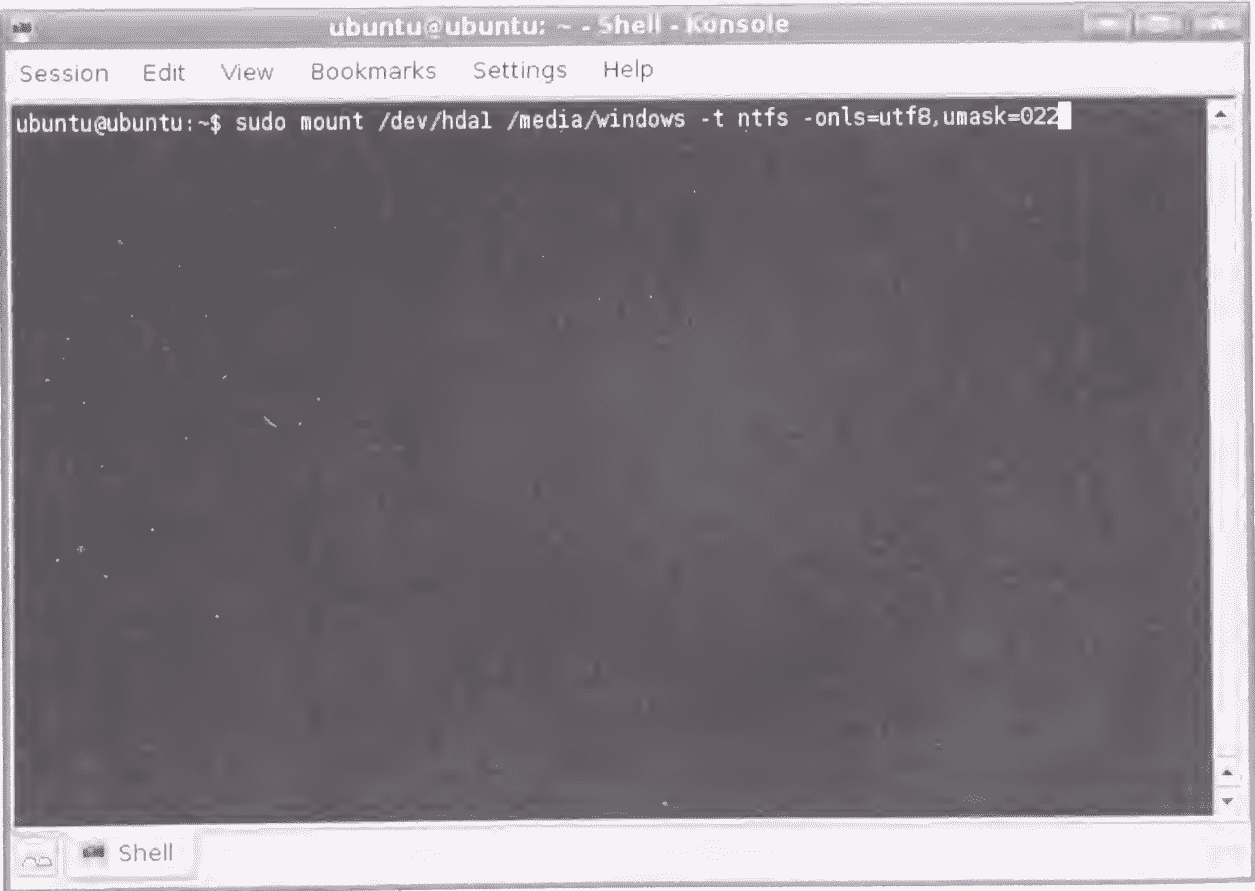 ubuntu@ubuntu: ~ - Shell - Konsole
Session Edit View Bookmarks Settings Help
ubuntu@ubuntu:~$ sudo mount /dev/hda1 /media/windows -t ntfs -onls=utf8,umask=022
Shell